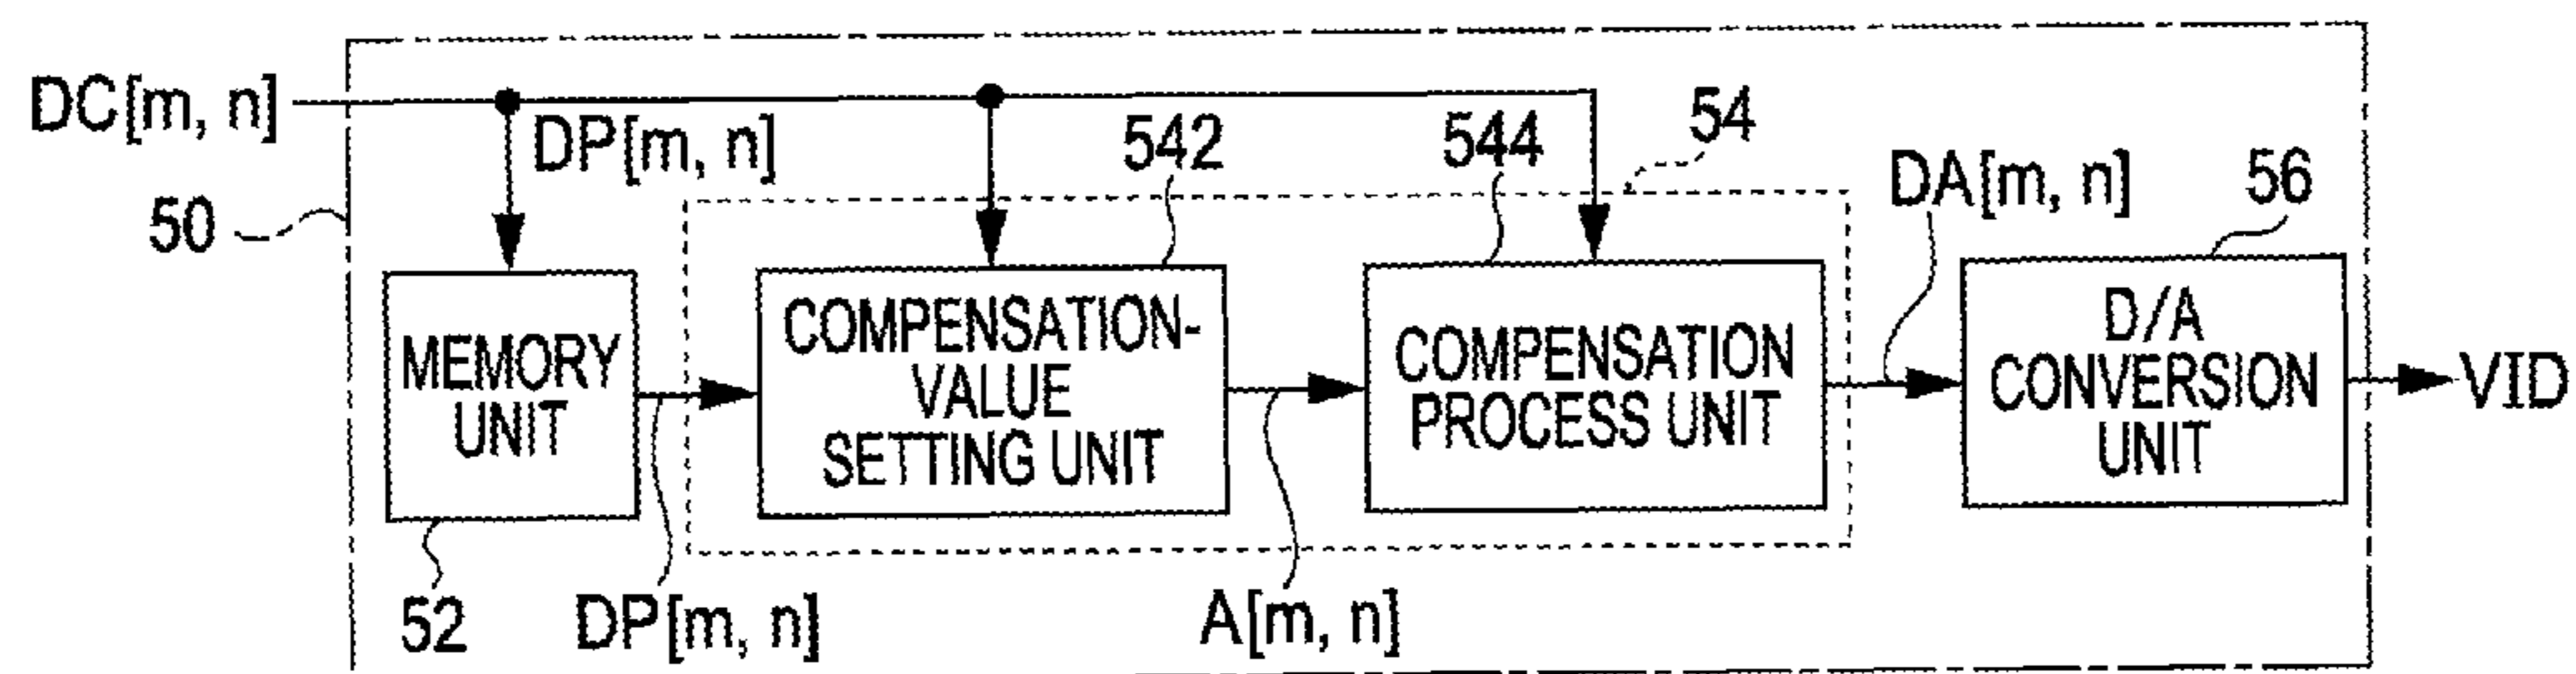 DC[m, n]
DP[m, n]
542
544
54
DA[m, n]
56
50
MEMORY
UNIT
COMPENSATION-
VALUE
SETTING UNIT
COMPENSATION
PROCESS UNIT
D/A
CONVERSION
UNIT
VID
52
DP[m, n]
A[m, n]